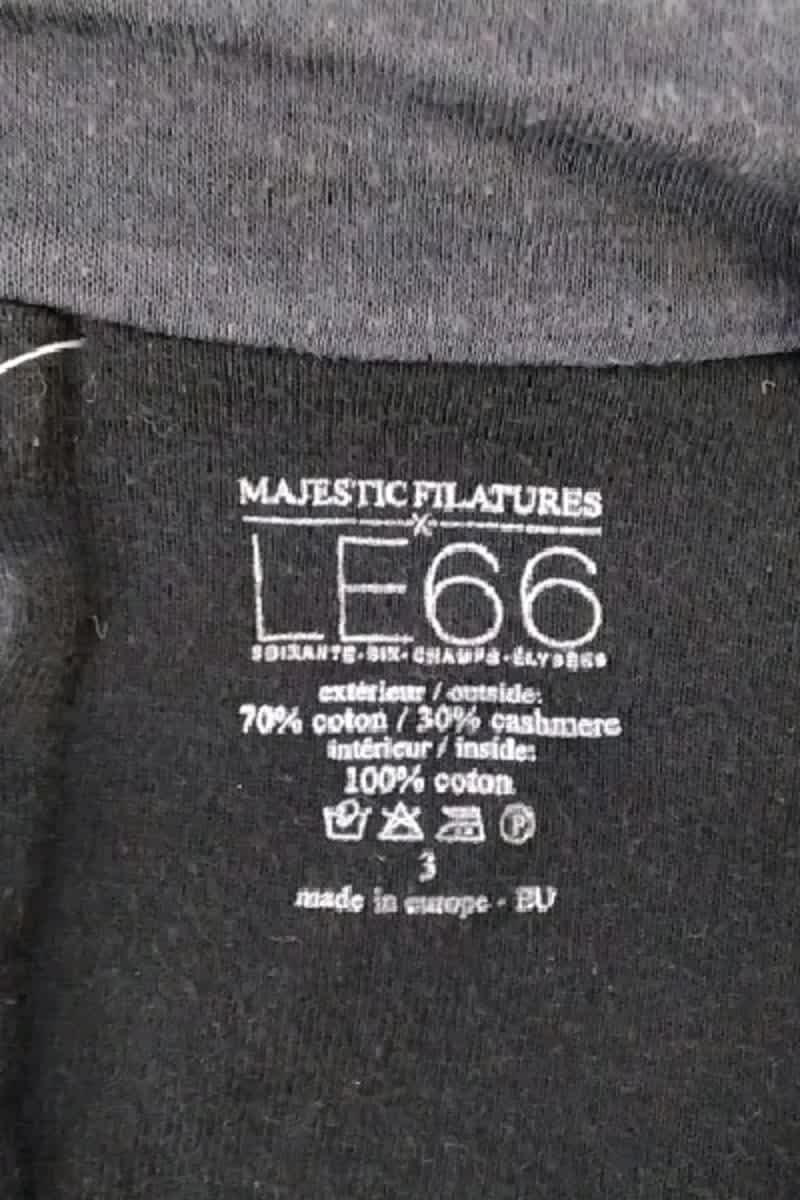 MAJESTIC FILATURES
X
LE66
SOIXANTE-SIX-CHAMPS-ÉLYSÉES
extérieur / outside:
70% coton / 30% cashmere
intérieur / inside:
100% coton
P
3
made in europe - EU